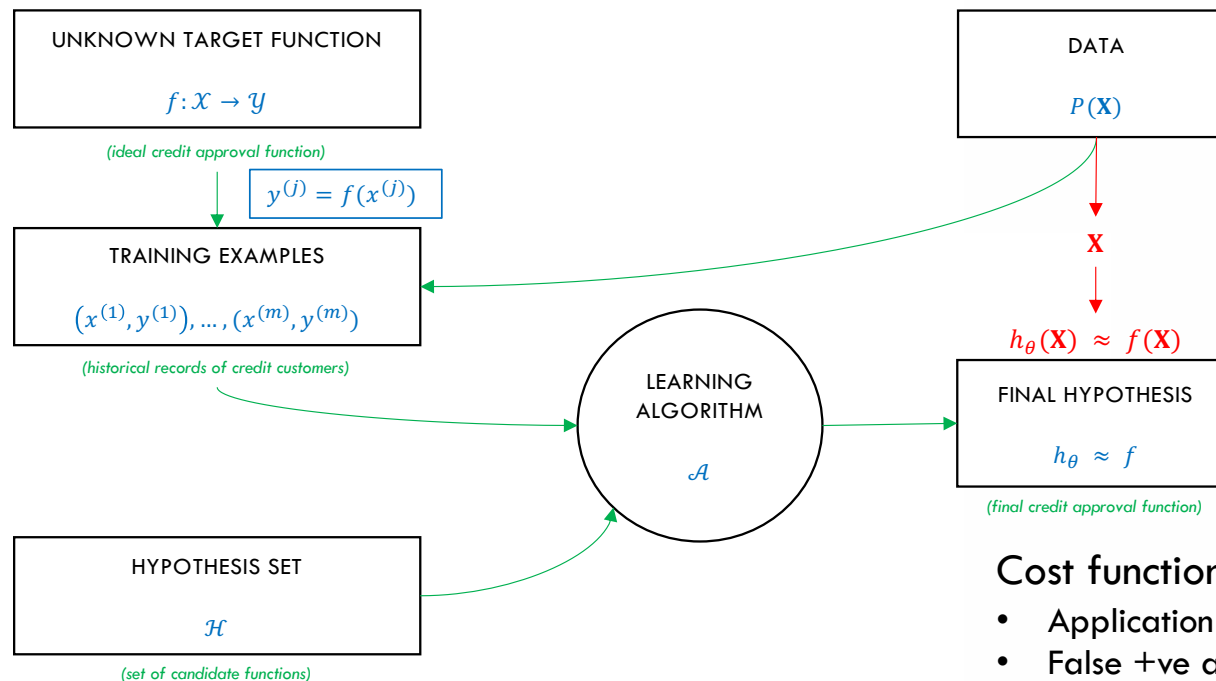 UNKNOWN TARGET FUNCTION
f: 𝒳 → 𝒴
(ideal credit approval function)
y^(j) = f(x^(j))
TRAINING EXAMPLES
(x^(1), y^(1)), … , (x^(m), y^(m))
(historical records of credit customers)
HYPOTHESIS SET
ℋ
(set of candidate functions)
LEARNING
ALGORITHM
𝒜
DATA
P(𝐗)
𝐗
h_θ(𝐗) ≈ f(𝐗)
FINAL HYPOTHESIS
h_θ ≈ f
(final credit approval function)
Cost function
• Application
• False +ve a